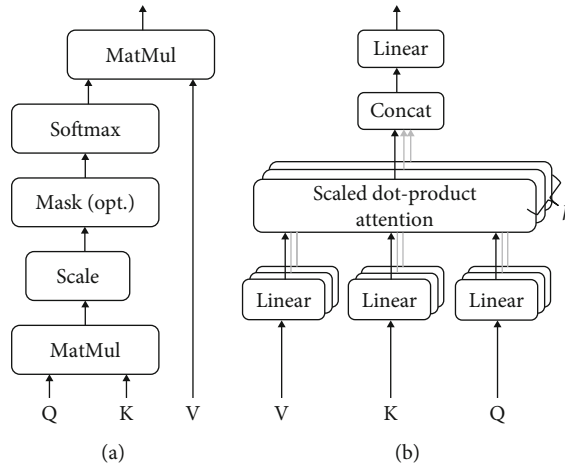 MatMul
Softmax
Mask (opt.)
Scale
MatMul
Q K V
(a)
Linear
Concat
Scaled dot-product
attention
Linear Linear Linear
V K Q
(b)